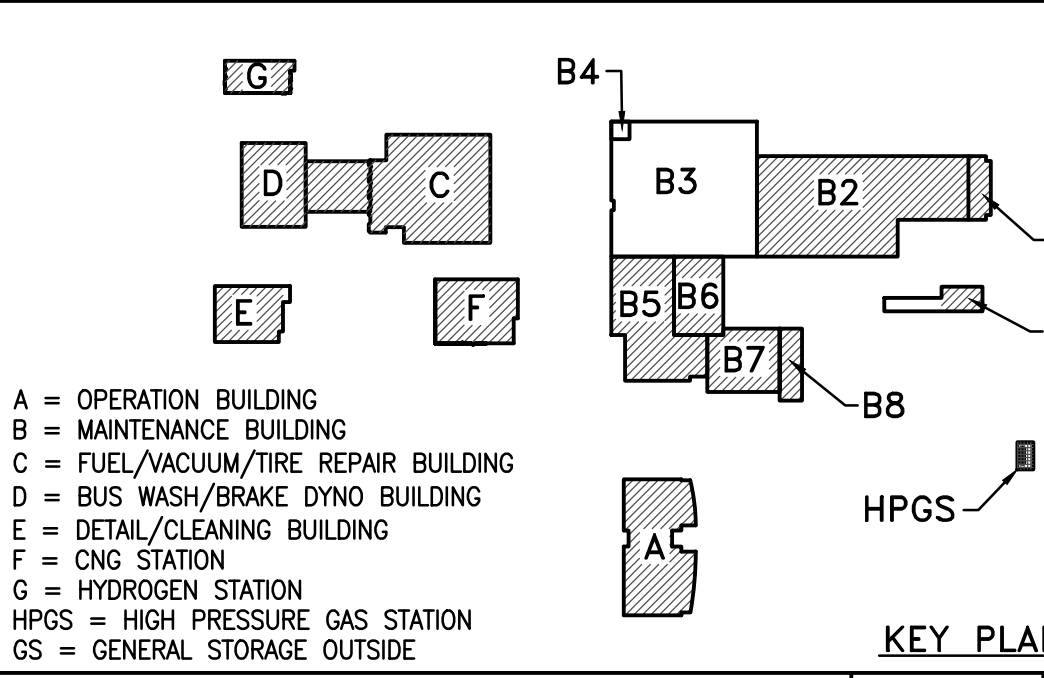 G
B4
D
C
B3
B2
E
F
B5
B6
B7
B8
A = OPERATION BUILDING
B = MAINTENANCE BUILDING
C = FUEL/VACUUM/TIRE REPAIR BUILDING
D = BUS WASH/BRAKE DYNO BUILDING
E = DETAIL/CLEANING BUILDING
F = CNG STATION
G = HYDROGEN STATION
HPGS = HIGH PRESSURE GAS STATION
GS = GENERAL STORAGE OUTSIDE
HPGS
A
KEY PLA